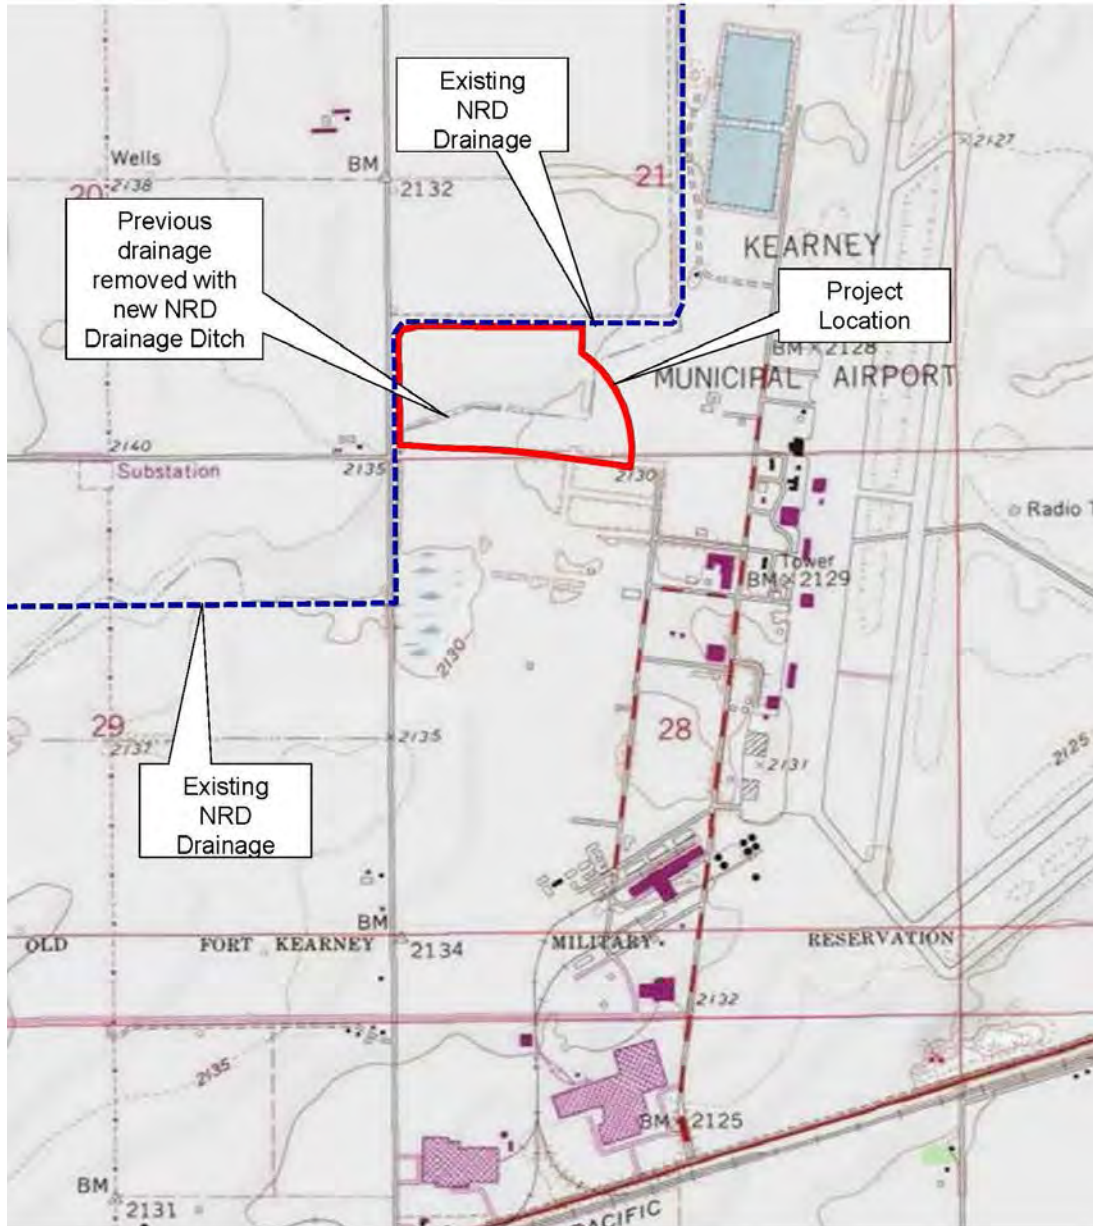 Existing
NRD
Drainage
2127
Wells
BM
20
2138
2132
21
Previous
drainage
removed with
new NRD
Drainage Ditch
KEARNEY
Project
Location
BM × 2128
MUNICIPAL AIRPORT
2140
2135
Substation
2130
Radio
Tower
BM × 2129
2130
29
2137
2135
28
2131
2125
Existing
NRD
Drainage
BM
OLD FORT KEARNEY MILITARY RESERVATION
2134
2132
2135
BM × 2125
BM
2131
PACIFIC